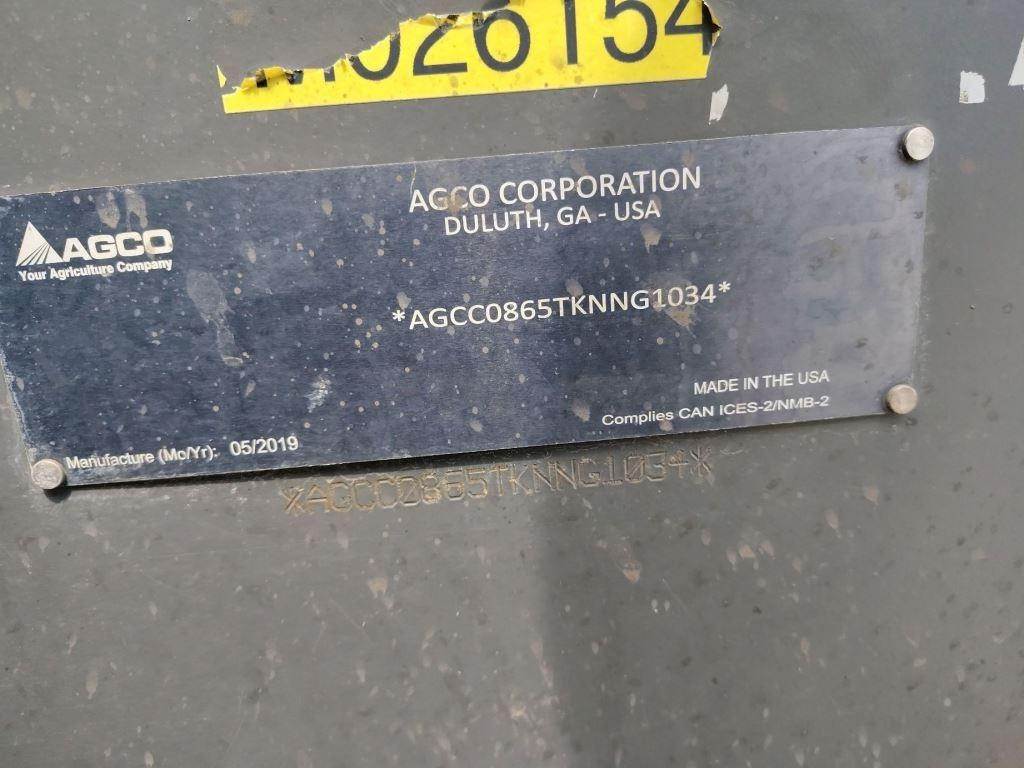 026154
AGCO CORPORATION
DULUTH, GA - USA
AGCO
Your Agriculture Company
*AGCC0865TKNNG1034*
MADE IN THE USA
Complies CAN ICES-2/NMB-2
Manufacture (Mo/Yr): 05/2019
*AGCC0865TKNNG1034*